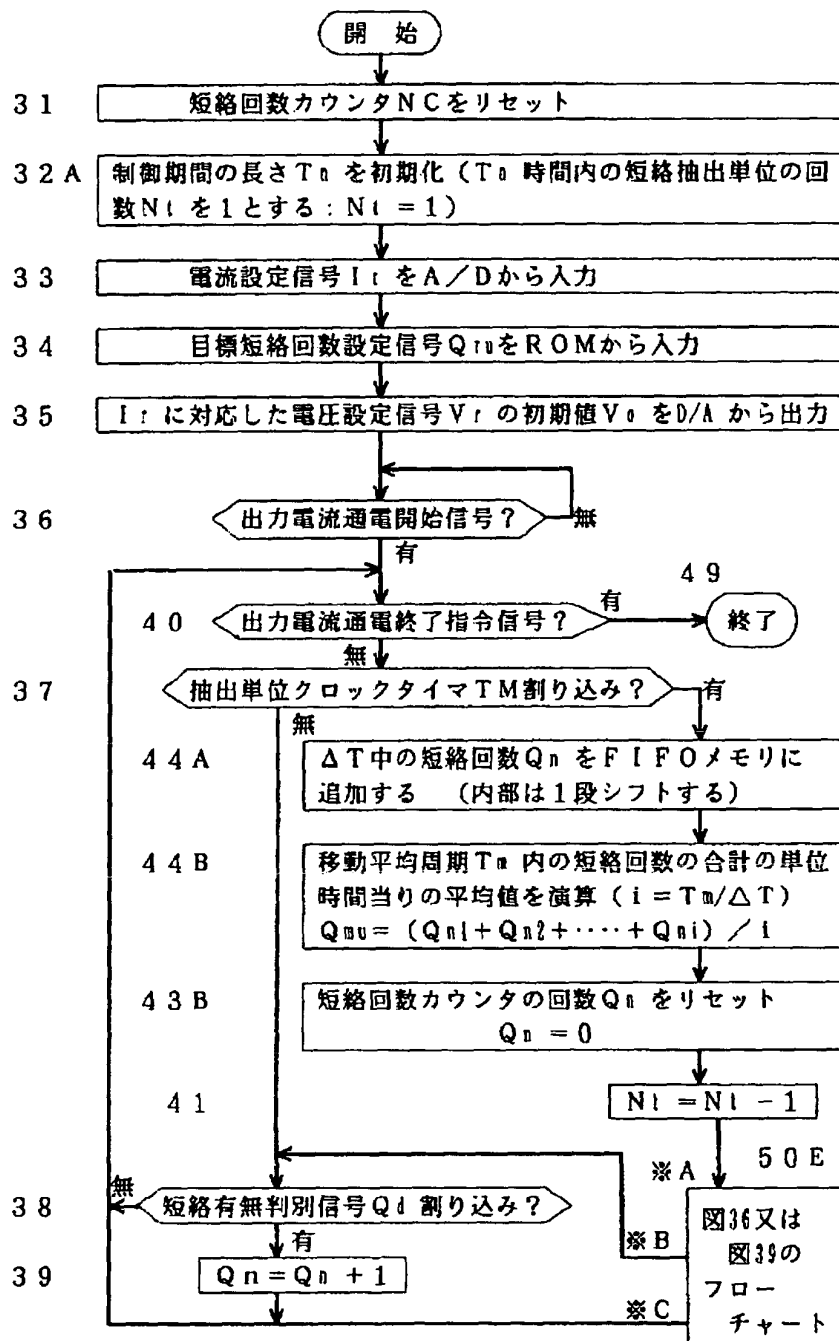 開 始
31 短絡回数カウンタNCをリセット
32A 制御期間の長さTn を初期化(Tn 時間内の短絡抽出単位の回
数Nt を1とする:Nt =1)
33 電流設定信号Ir をA/Dから入力
34 目標短絡回数設定信号QruをROMから入力
35 Ir に対応した電圧設定信号Vr の初期値Vo をD/A から出力
36 出力電流通電開始信号? 無
有
49
40 出力電流通電終了指令信号? 有 終了
無
37 抽出単位クロックタイマTM割り込み? 有
無
44A ΔT中の短絡回数Qn をFIFOメモリに
追加する (内部は1段シフトする)
44B 移動平均周期Tm 内の短絡回数の合計の単位
時間当りの平均値を演算(i=Tm/ΔT)
Qmu=(Qn1+Qn2+‥‥+Qni)/i
43B 短絡回数カウンタの回数Qn をリセット
Qn =0
41 Nt =Nt -1
※A 50E
無
38 短絡有無判別信号Qd 割り込み? ※B
有
39 Qn=Qn +1 ※C
図36又は
図39の
フロー
チャート